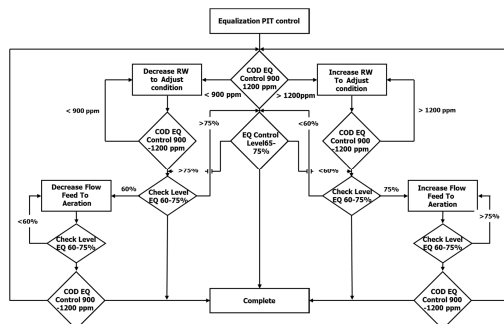 Equalization PIT control
Decrease RW
to Adjust
condition
COD EQ
Control 900
1200 ppm
Increase RW
To Adjust
condition
< 900 ppm
> 1200ppm
< 900 ppm
> 1200 ppm
COD EQ
Control 900
-1200 ppm
>75%
EQ Control
Level65-
75%
<60%
COD EQ
Control 900
-1200 ppm
>75%
<60%
Decrease Flow
Feed To
Aeration
60%
Check Level
EQ 60-75%
Check Level
EQ 60-75%
75%
Increase Flow
Feed To
Aeration
<60%
>75%
Check Level
EQ 60-75%
Check Level
EQ 60-75%
COD EQ
Control 900
-1200 ppm
Complete
COD EQ
Control 900
-1200 ppm